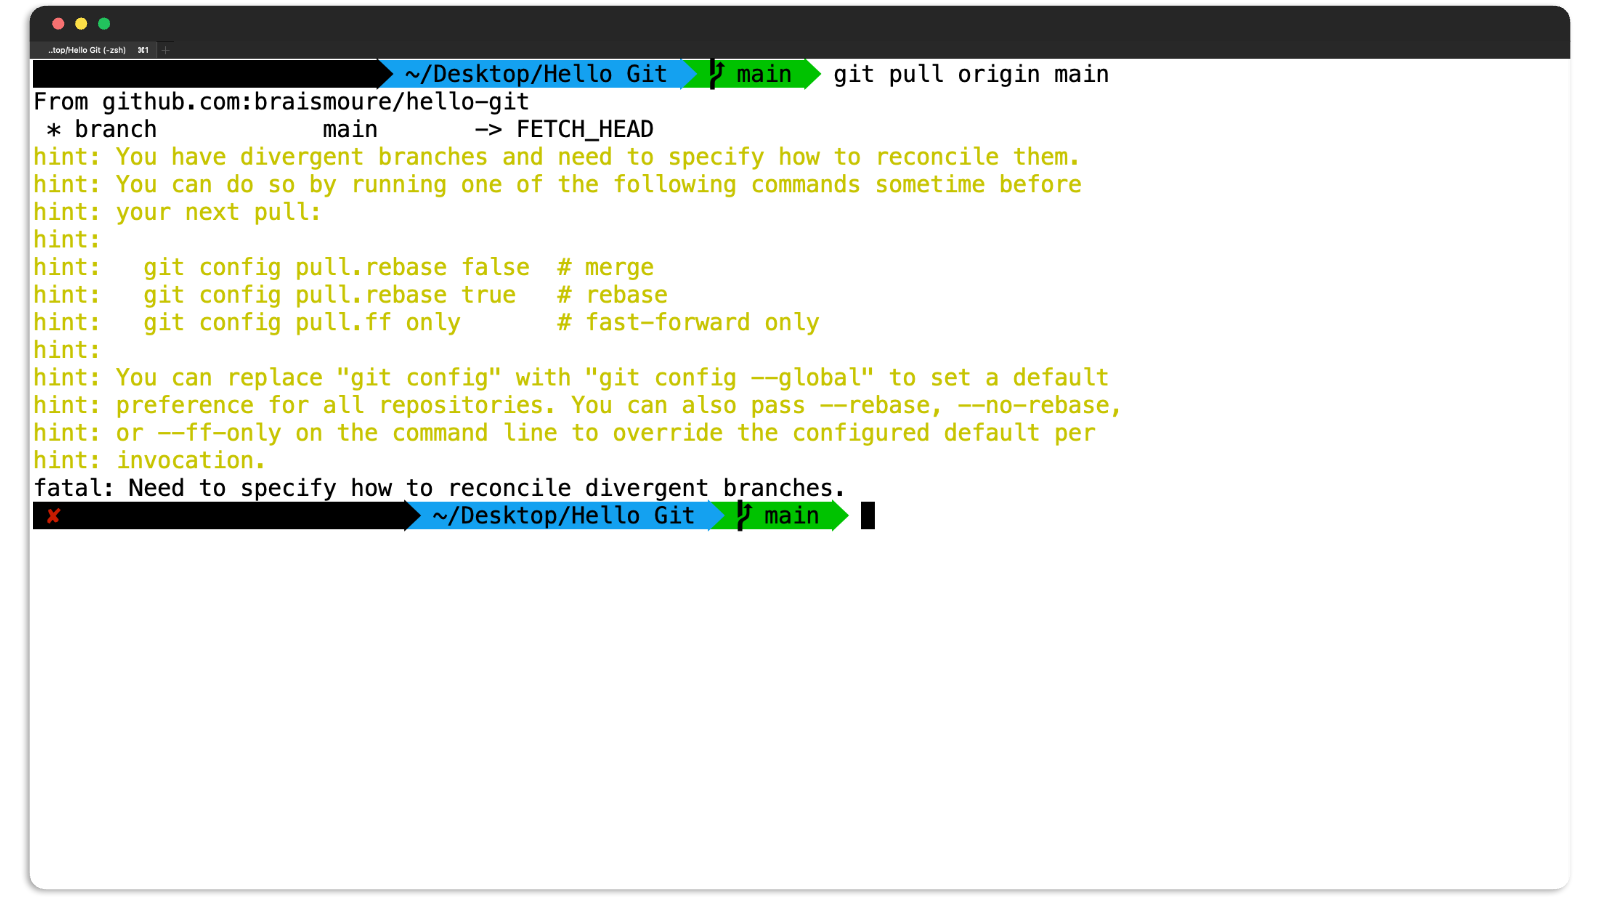 ..top/Hello Git (-zsh) ⌘1 +
~/Desktop/Hello Git main git pull origin main
From github.com:braismoure/hello-git
 * branch            main       -> FETCH_HEAD
hint: You have divergent branches and need to specify how to reconcile them.
hint: You can do so by running one of the following commands sometime before
hint: your next pull:
hint:
hint:   git config pull.rebase false  # merge
hint:   git config pull.rebase true   # rebase
hint:   git config pull.ff only       # fast-forward only
hint:
hint: You can replace "git config" with "git config --global" to set a default
hint: preference for all repositories. You can also pass --rebase, --no-rebase,
hint: or --ff-only on the command line to override the configured default per
hint: invocation.
fatal: Need to specify how to reconcile divergent branches.
✘ ~/Desktop/Hello Git main